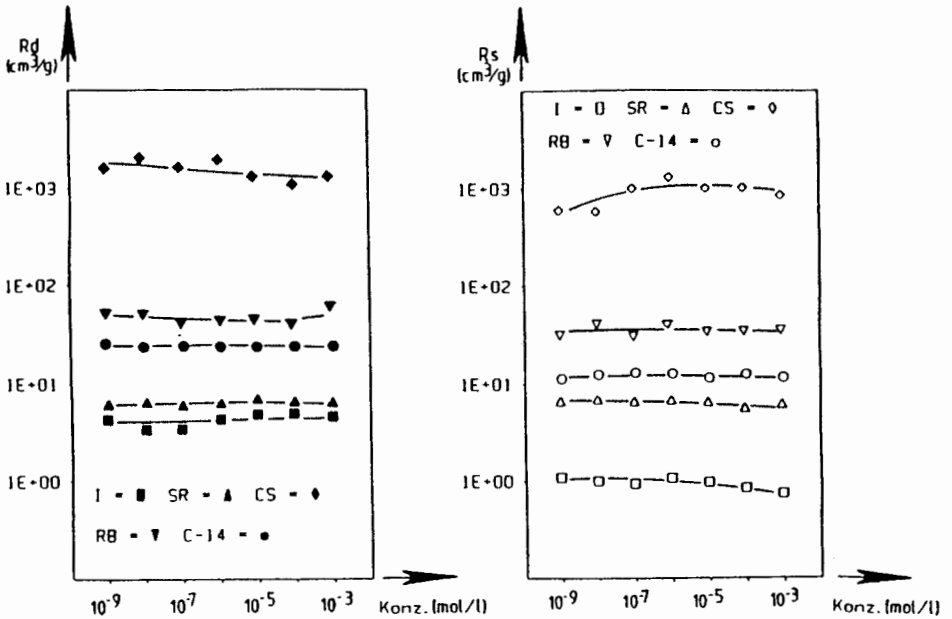 Rd
(cm³/g)
1E+03
1E+02
1E+01
1E+00
I = ■ SR = ▲ CS = ◆
RB = ▼ C-14 = ●
10⁻⁹ 10⁻⁷ 10⁻⁵ 10⁻³ Konz.(mol/l)
Rs
(cm³/g)
I = □ SR = △ CS = ◇
RB = ▽ C-14 = ○
1E+03
1E+02
1E+01
1E+00
10⁻⁹ 10⁻⁷ 10⁻⁵ 10⁻³ Konz.(mol/l)